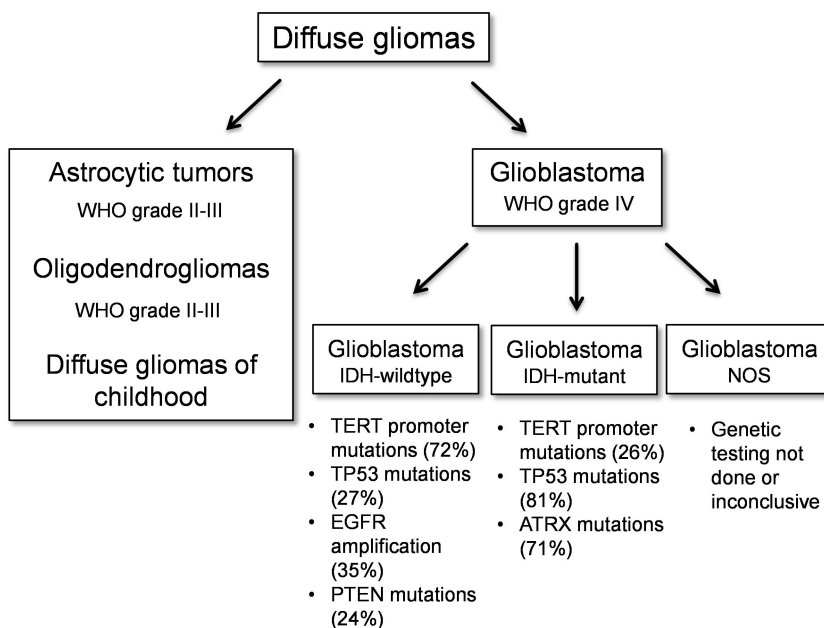 Diffuse gliomas
Astrocytic tumors
WHO grade II-III
Oligodendrogliomas
WHO grade II-III
Diffuse gliomas of
childhood
Glioblastoma
WHO grade IV
Glioblastoma
IDH-wildtype
• TERT promoter
mutations (72%)
• TP53 mutations
(27%)
• EGFR
amplification
(35%)
• PTEN mutations
(24%)
Glioblastoma
IDH-mutant
• TERT promoter
mutations (26%)
• TP53 mutations
(81%)
• ATRX mutations
(71%)
Glioblastoma
NOS
• Genetic
testing not
done or
inconclusive